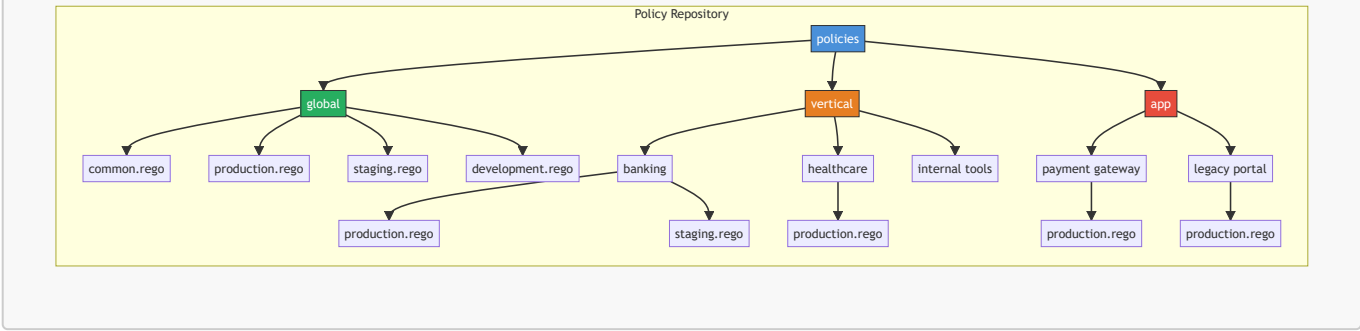 Policy Repository
policies
global
vertical
app
common.rego
production.rego
staging.rego
development.rego
banking
healthcare
internal tools
payment gateway
legacy portal
production.rego
staging.rego
production.rego
production.rego
production.rego